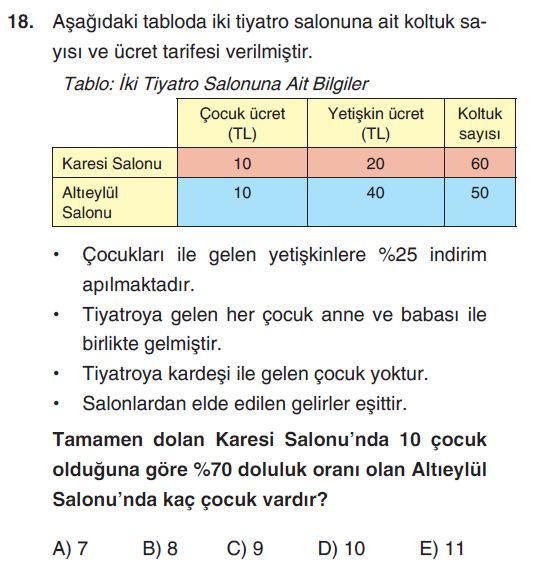 18. Aşağıdaki tabloda iki tiyatro salonuna ait koltuk sa-
yısı ve ücret tarifesi verilmiştir.
Tablo: İki Tiyatro Salonuna Ait Bilgiler
Çocuk ücret (TL) Yetişkin ücret (TL) Koltuk sayısı
Karesi Salonu 10 20 60
Altıeylül Salonu 10 40 50
• Çocukları ile gelen yetişkinlere %25 indirim
apılmaktadır.
• Tiyatroya gelen her çocuk anne ve babası ile
birlikte gelmiştir.
• Tiyatroya kardeşi ile gelen çocuk yoktur.
• Salonlardan elde edilen gelirler eşittir.
Tamamen dolan Karesi Salonu’nda 10 çocuk
olduğuna göre %70 doluluk oranı olan Altıeylül
Salonu’nda kaç çocuk vardır?
A) 7 B) 8 C) 9 D) 10 E) 11